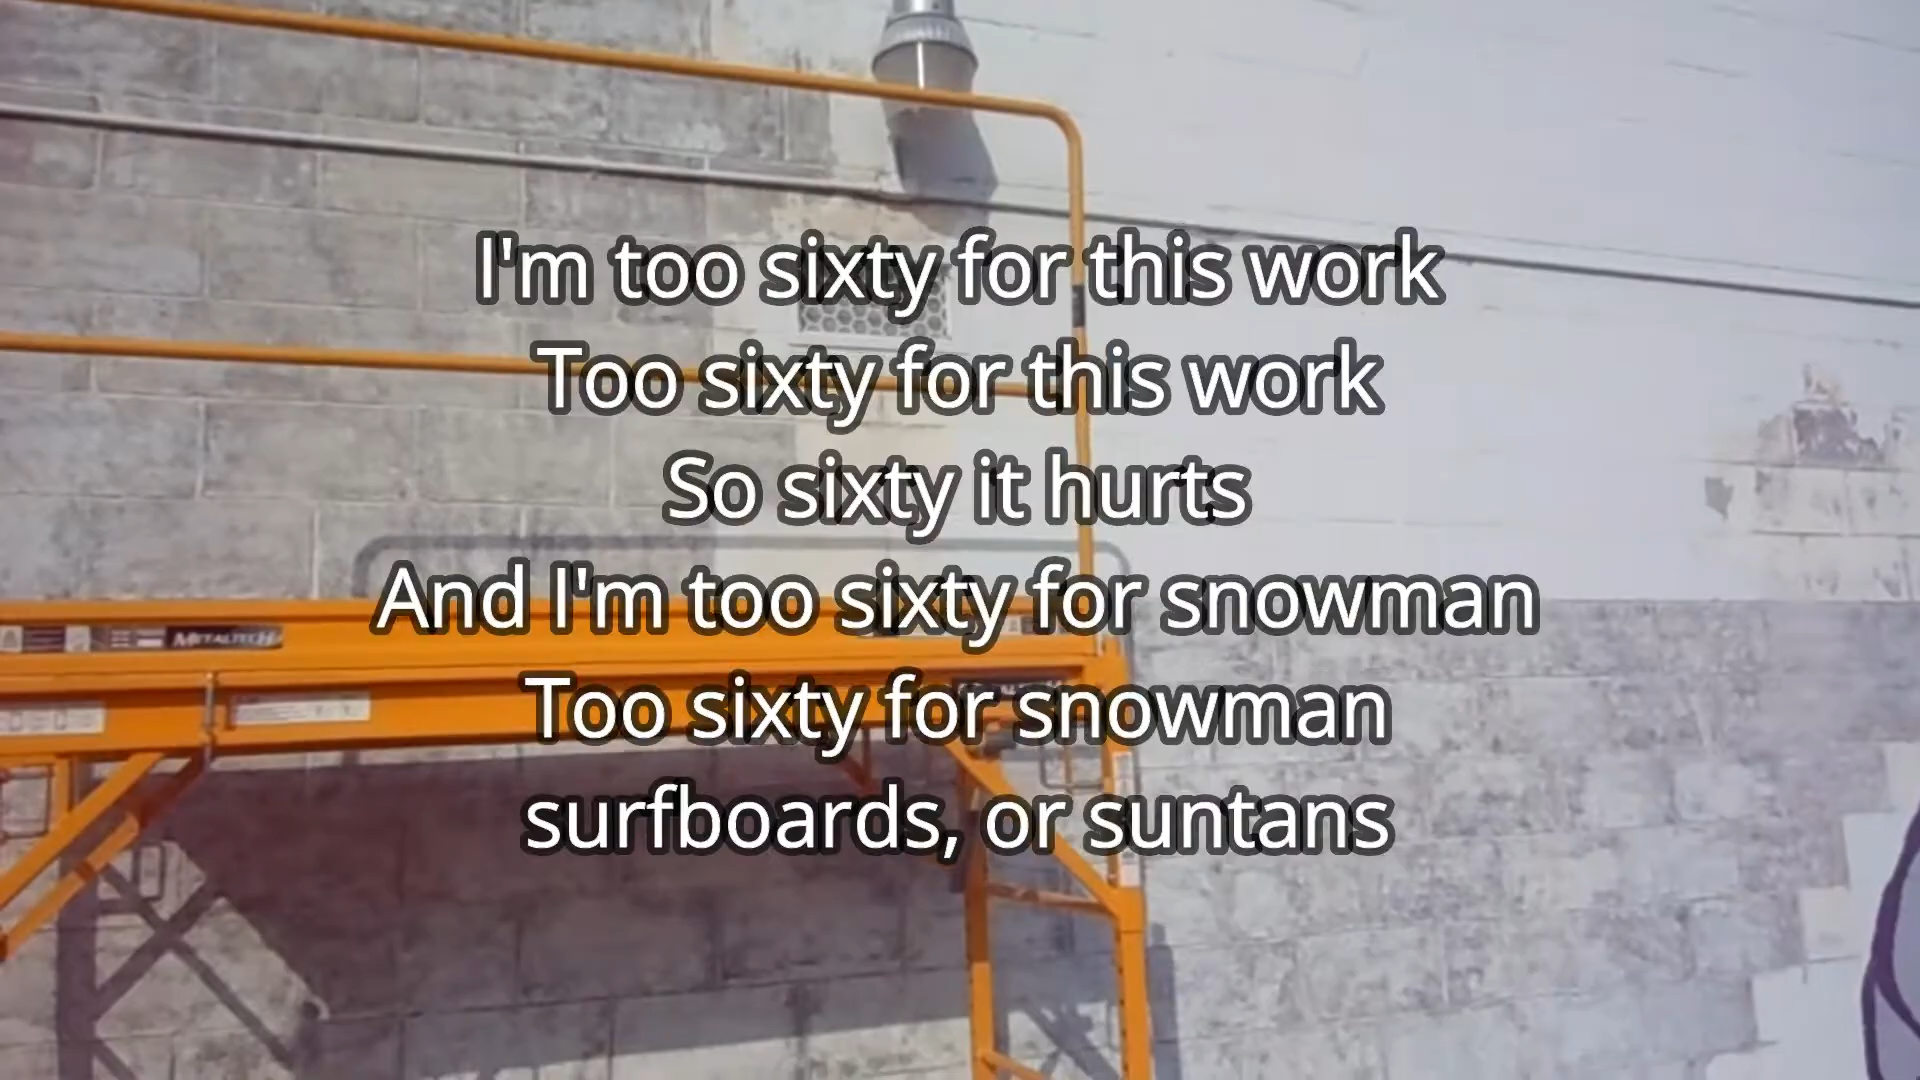 I'm too sixty for this work
Too sixty for this work
So sixty it hurts
And I'm too sixty for snowman
METALTECH
Too sixty for snowman
surfboards, or suntans